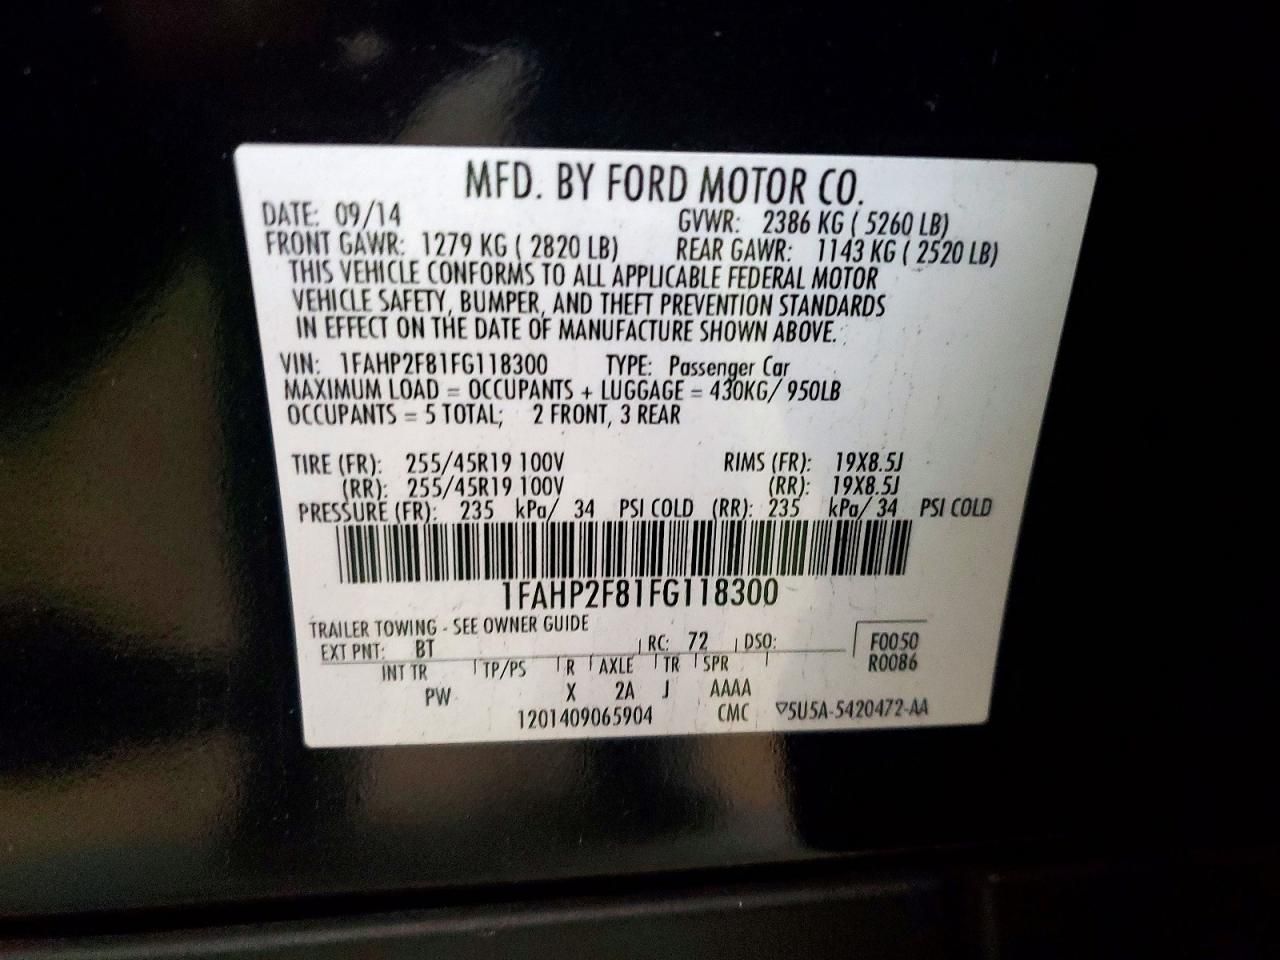 MFD. BY FORD MOTOR CO.
DATE: 09/14 GVWR: 2386 KG ( 5260 LB)
FRONT GAWR: 1279 KG ( 2820 LB) REAR GAWR: 1143 KG ( 2520 LB)
THIS VEHICLE CONFORMS TO ALL APPLICABLE FEDERAL MOTOR
VEHICLE SAFETY, BUMPER, AND THEFT PREVENTION STANDARDS
IN EFFECT ON THE DATE OF MANUFACTURE SHOWN ABOVE.
VIN: 1FAHP2F81FG118300 TYPE: Passenger Car
MAXIMUM LOAD = OCCUPANTS + LUGGAGE = 430KG/ 950LB
OCCUPANTS = 5 TOTAL; 2 FRONT, 3 REAR
TIRE (FR): 255/45R19 100V RIMS (FR): 19X8.5J
(RR): 255/45R19 100V (RR): 19X8.5J
PRESSURE (FR): 235 kPa/ 34 PSI COLD (RR): 235 kPa/ 34 PSI COLD
1FAHP2F81FG118300
TRAILER TOWING - SEE OWNER GUIDE
EXT PNT: BT RC: 72 DSO: F0050
INT TR TP/PS R AXLE TR SPR R0086
PW X 2A J AAAA
1201409065904 CMC ▽5U5A-5420472-AA